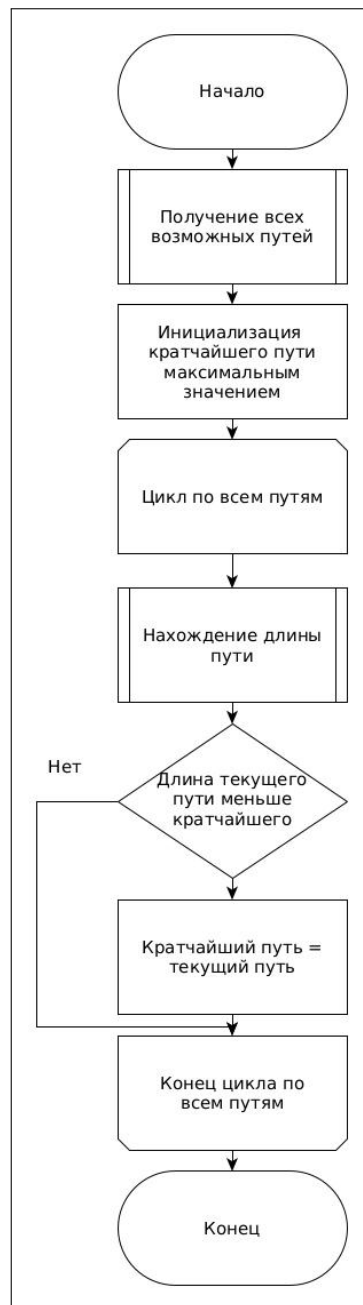 Начало
Получение всех
возможных путей
Инициализация
кратчайшего пути
максимальным
значением
Цикл по всем путям
Нахождение длины
пути
Нет
Длина текущего
пути меньше
кратчайшего
Кратчайший путь =
текущий путь
Конец цикла по
всем путям
Конец